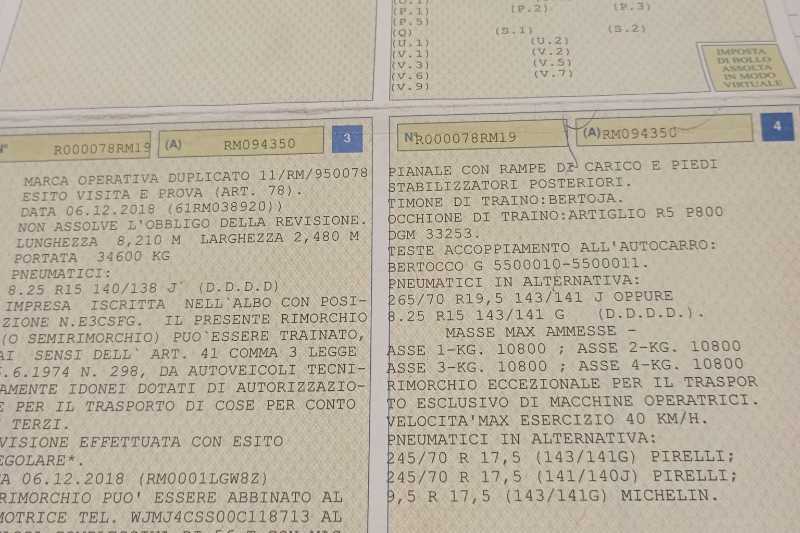 (P.1)
(P.2)
(P.3)
(P.5)
(Q)
(S.1)
(S.2)
(U.1)
(U.2)
(V.1)
(V.2)
(V.3)
(V.5)
(V.6)
(V.7)
(V.9)
IMPOSTA
DI BOLLO
ASSOLTA
IN MODO
VIRTUALE
N° R000078RM19
(A) RM094350
3
MARCA OPERATIVA DUPLICATO 11/RM/950078
ESITO VISITA E PROVA (ART. 78).
DATA 06.12.2018 (61RM038920))
NON ASSOLVE L'OBBLIGO DELLA REVISIONE.
LUNGHEZZA 8,210 M LARGHEZZA 2,480 M
PORTATA 34600 KG
PNEUMATICI:
8.25 R15 140/138 J` (D.D.D.D)
IMPRESA ISCRITTA NELL`ALBO CON POSI-
ZIONE N.E3CSFG. IL PRESENTE RIMORCHIO
(O SEMIRIMORCHIO) PUO`ESSERE TRAINATO,
AI SENSI DELL` ART. 41 COMMA 3 LEGGE
.6.1974 N. 298, DA AUTOVEICOLI TECNI-
AMENTE IDONEI DOTATI DI AUTORIZZAZIO-
E PER IL TRASPORTO DI COSE PER CONTO
TERZI.
VISIONE EFFETTUATA CON ESITO
EGOLARE*.
TA 06.12.2018 (RM0001LGW8Z)
RIMORCHIO PUO' ESSERE ABBINATO AL
MOTRICE TEL. WJMJ4CSS00C118713 AL
N° R000078RM19
(A) RM094350
4
PIANALE CON RAMPE DI CARICO E PIEDI
STABILIZZATORI POSTERIORI.
TIMONE DI TRAINO:BERTOJA.
OCCHIONE DI TRAINO:ARTIGLIO R5 P800
DGM 33253.
TESTE ACCOPPIAMENTO ALL'AUTOCARRO:
BERTOCCO G 5500010-5500011.
PNEUMATICI IN ALTERNATIVA:
265/70 R19,5 143/141 J OPPURE
8.25 R15 143/141 G (D.D.D.D.).
MASSE MAX AMMESSE -
ASSE 1-KG. 10800 ; ASSE 2-KG. 10800
ASSE 3-KG. 10800 ; ASSE 4-KG. 10800
RIMORCHIO ECCEZIONALE PER IL TRASPOR
TO ESCLUSIVO DI MACCHINE OPERATRICI.
VELOCITA'MAX ESERCIZIO 40 KM/H.
PNEUMATICI IN ALTERNATIVA:
245/70 R 17,5 (143/141G) PIRELLI;
245/70 R 17,5 (141/140J) PIRELLI;
9,5 R 17,5 (143/141G) MICHELIN.